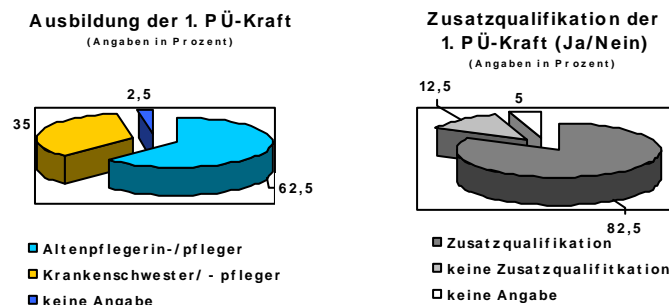 Ausbildung der 1. PÜ-Kraft
(Angaben in Prozent)
2,5
35
62,5
Altenpflegerin-/pfleger
Krankenschwester/ - pfleger
keine Angabe
Zusatzqualifikation der
1. PÜ-Kraft (Ja/Nein)
(Angaben in Prozent)
12,5
5
82,5
Zusatzqualifikation
keine Zusatzqualifitkation
keine Angabe